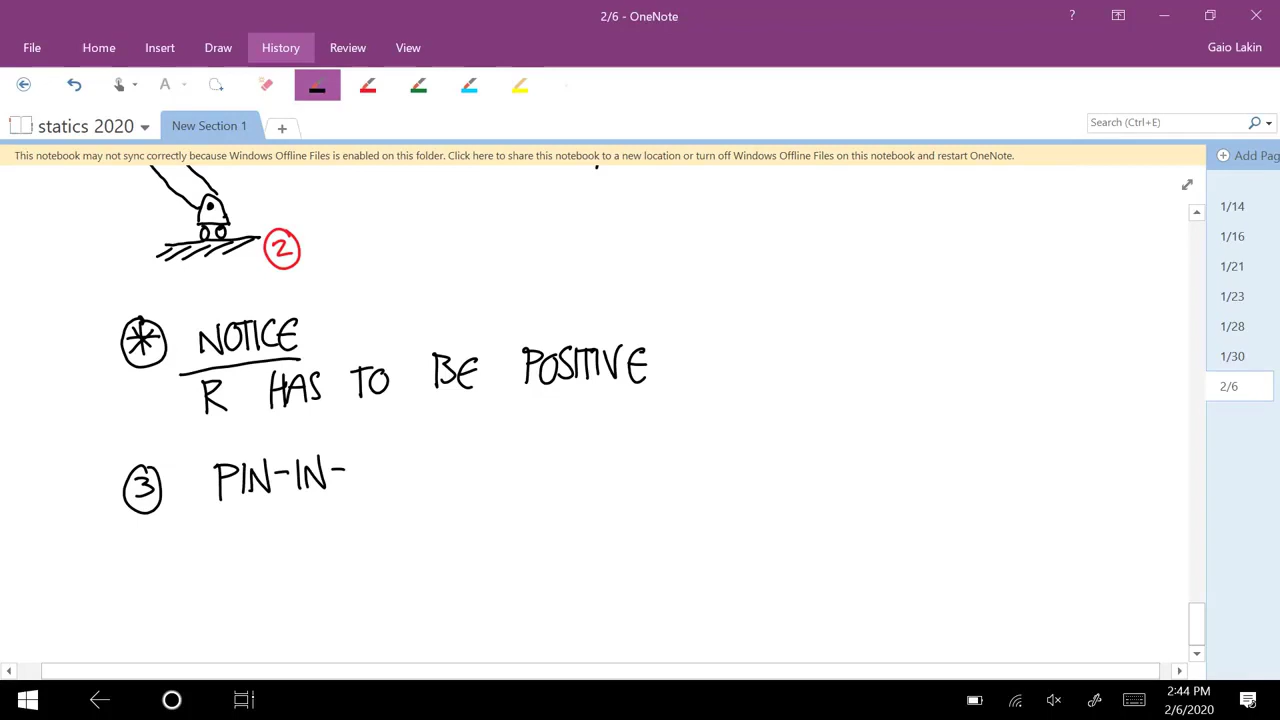 2/6 - OneNote
?
File Home Insert Draw History Review View
Gaio Lakin
A
statics 2020 New Section 1 +
Search (Ctrl+E)
This notebook may not sync correctly because Windows Offline Files is enabled on this folder. Click here to share this notebook to a new location or turn off Windows Offline Files on this notebook and restart OneNote.
Add Pag
1/14
1/16
1/21
1/23
1/28
1/30
2/6
2
* NOTICE
R HAS TO BE POSITIVE
3 PIN-IN-
2:44 PM
2/6/2020